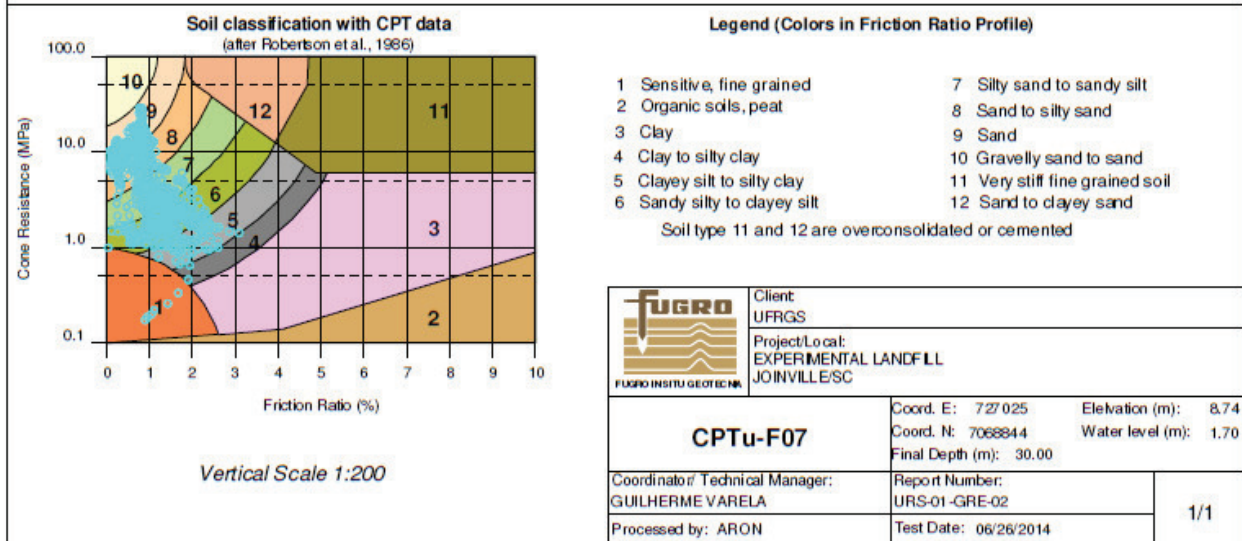 Soil classification with CPT data
(after Robertson et al., 1986)
100.0
10.0
1.0
0.1
Cone Resistance (MPa)
10
9
8
7
6
5
4
12
11
3
1
2
0 1 2 3 4 5 6 7 8 9 10
Friction Ratio (%)
Vertical Scale 1:200
Legend (Colors in Friction Ratio Profile)
1 Sensitive, fine grained
2 Organic soils, peat
3 Clay
4 Clay to silty clay
5 Clayey silt to silty clay
6 Sandy silty to clayey silt
7 Silty sand to sandy silt
8 Sand to silty sand
9 Sand
10 Gravelly sand to sand
11 Very stiff fine grained soil
12 Sand to clayey sand
Soil type 11 and 12 are overconsolidated or cemented
FUGRO
FUGRO INSITU GEOTECNIA
Client:
UFRGS
Project/Local:
EXPERIMENTAL LANDFILL
JOINVILLE/SC
CPTu-F07
Coord. E: 727025 Elelvation (m): 8.74
Coord. N: 7068844 Water level (m): 1.70
Final Depth (m): 30.00
Coordinator/ Technical Manager:
GUILHERME VARELA
Report Number:
URS-01-GRE-02
Processed by: ARON
Test Date: 06/26/2014
1/1